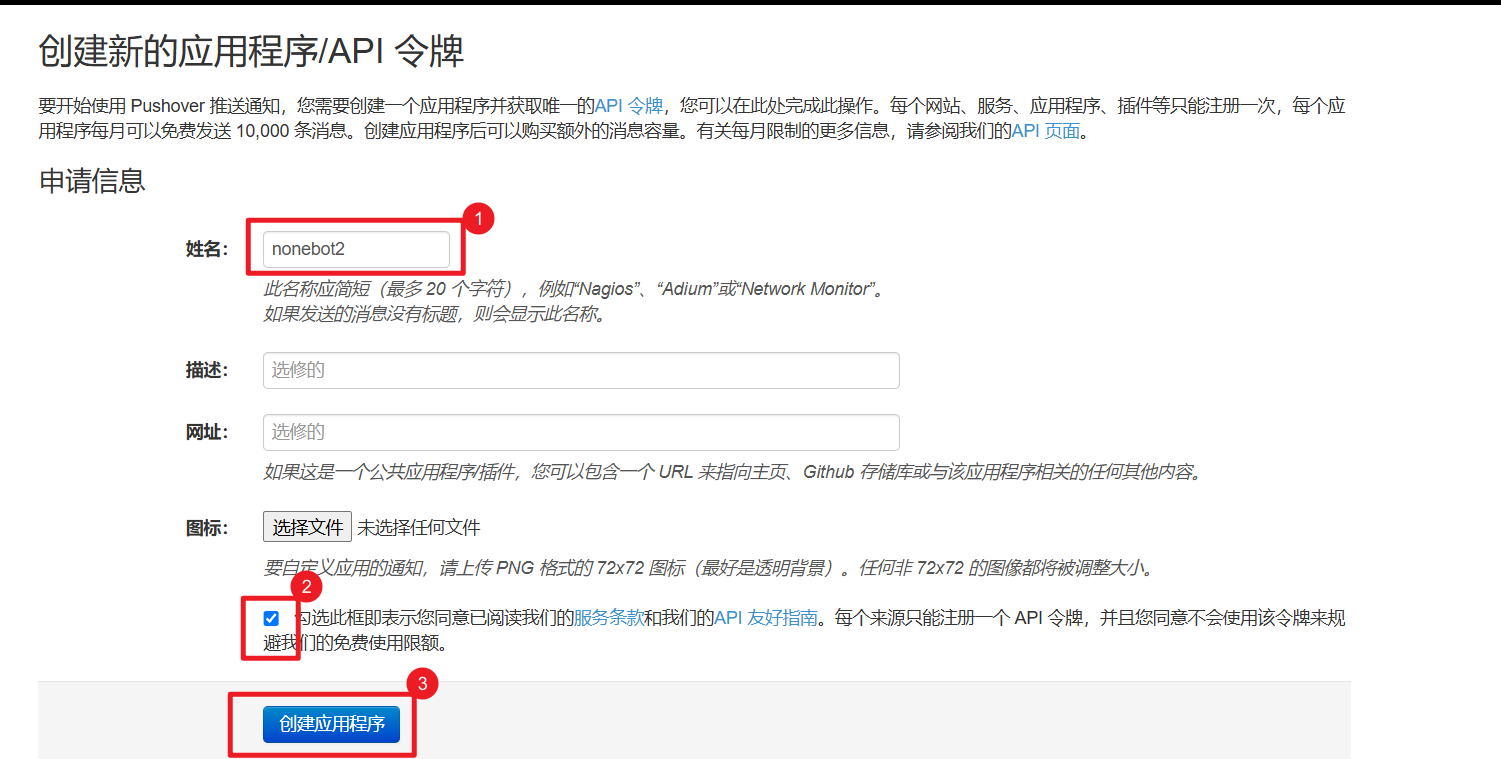 创建新的应用程序/API 令牌
要开始使用 Pushover 推送通知，您需要创建一个应用程序并获取唯一的API 令牌，您可以在此处完成此操作。每个网站、服务、应用程序、插件等只能注册一次，每个应
用程序每月可以免费发送 10,000 条消息。创建应用程序后可以购买额外的消息容量。有关每月限制的更多信息，请参阅我们的API 页面。
申请信息
1
姓名： nonebot2
此名称应简短（最多 20 个字符），例如“Nagios”、“Adium”或“Network Monitor”。
如果发送的消息没有标题，则会显示此名称。
描述： 选修的
网址： 选修的
如果这是一个公共应用程序/插件，您可以包含一个 URL 来指向主页、Github 存储库或与该应用程序相关的任何其他内容。
图标： 选择文件 未选择任何文件
要自定义应用的通知，请上传 PNG 格式的 72x72 图标（最好是透明背景）。任何非 72x72 的图像都将被调整大小。
2
勾选此框即表示您同意已阅读我们的服务条款和我们的API 友好指南。每个来源只能注册一个 API 令牌，并且您同意不会使用该令牌来规
避我们的免费使用限额。
3
创建应用程序